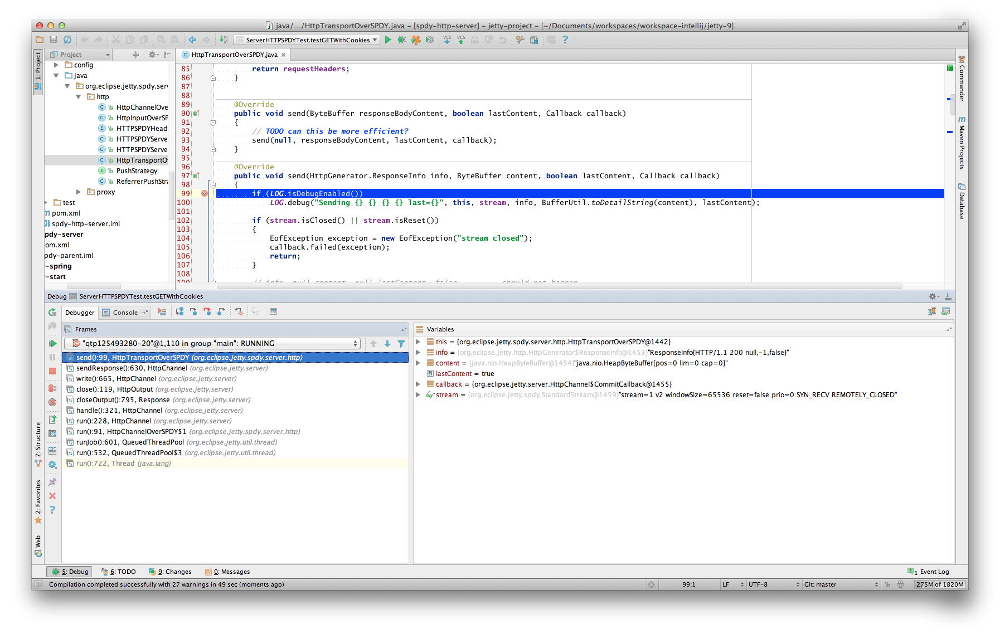 java/.../HttpTransportOverSPDY.java – [spdy-http-server] – jetty-project – [~/Documents/workspaces/workspace-intellij/jetty-9]
ServerHTTPSPDYTest.testGETWithCookies
VCS
VCS
1: Project
Project
config
java
org.eclipse.jetty.spdy.ser
http
HttpChannelOve
HttpInputOverSP
HTTPSPDYHead
HTTPSPDYServe
HTTPSPDYServe
HttpTransportO
PushStrategy
ReferrerPushStra
proxy
test
pom.xml
spdy-http-server.iml
pdy-server
om.xml
pdy-parent.iml
-spring
-start
HttpTransportOverSPDY.java
85 return requestHeaders;
86 }
87
88
89 @Override
90 public void send(ByteBuffer responseBodyContent, boolean lastContent, Callback callback)
91 {
92 // TODO can this be more efficient?
93 send(null, responseBodyContent, lastContent, callback);
94 }
95
96 @Override
97 public void send(HttpGenerator.ResponseInfo info, ByteBuffer content, boolean lastContent, Callback callback)
98 {
99 if (LOG.isDebugEnabled())
100 LOG.debug("Sending {} {} {} {} last={}", this, stream, info, BufferUtil.toDetailString(content), lastContent);
101
102 if (stream.isClosed() || stream.isReset())
103 {
104 EofException exception = new EofException("stream closed");
105 callback.failed(exception);
106 return;
107 }
108
Commander
Maven Projects
Database
Debug ServerHTTPSPDYTest.testGETWithCookies
Debugger
Console
Frames
"qtp125493280-20"@1,110 in group "main": RUNNING
send():99, HttpTransportOverSPDY (org.eclipse.jetty.spdy.server.http)
sendResponse():630, HttpChannel (org.eclipse.jetty.server)
write():665, HttpChannel (org.eclipse.jetty.server)
close():119, HttpOutput (org.eclipse.jetty.server)
closeOutput():795, Response (org.eclipse.jetty.server)
handle():321, HttpChannel (org.eclipse.jetty.server)
run():228, HttpChannel (org.eclipse.jetty.server)
run():91, HttpChannelOverSPDY$1 (org.eclipse.jetty.spdy.server.http)
runJob():601, QueuedThreadPool (org.eclipse.jetty.util.thread)
run():532, QueuedThreadPool$3 (org.eclipse.jetty.util.thread)
run():722, Thread (java.lang)
Variables
this = {org.eclipse.jetty.spdy.server.http.HttpTransportOverSPDY@1442}
info = {org.eclipse.jetty.http.HttpGenerator$ResponseInfo@1453}"ResponseInfo{HTTP/1.1 200 null,-1,false}"
content = {java.nio.HeapByteBuffer@1454}"java.nio.HeapByteBuffer[pos=0 lim=0 cap=0]"
lastContent = true
callback = {org.eclipse.jetty.server.HttpChannel$CommitCallback@1455}
stream = {org.eclipse.jetty.spdy.StandardStream@1459}"stream=1 v2 windowSize=65536 reset=false prio=0 SYN_RECV REMOTELY_CLOSED"
Z: Structure
2: Favorites
Web
5: Debug
6: TODO
9: Changes
0: Messages
1 Event Log
Compilation completed successfully with 27 warnings in 49 sec (moments ago)
99:1
LF
UTF-8
Git: master
275M of 1820M